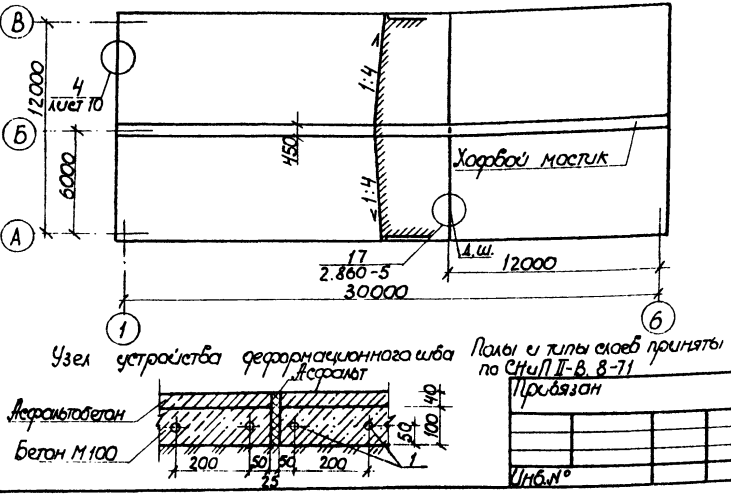 В
4
лист 10
12000
1:4
Б
450
Ходовой мостик
6000
1:4
А
17
2.860-5
д.ш.
12000
30000
1
6
Узел устройства деформационного шва
Полы и типы слоев приняты
по СНиП II-В. 8-71
Асфальт
Привязан
Асфальтобетон
Бетон М100
40
100
50
200
50
50
200
1
25
Инв.№